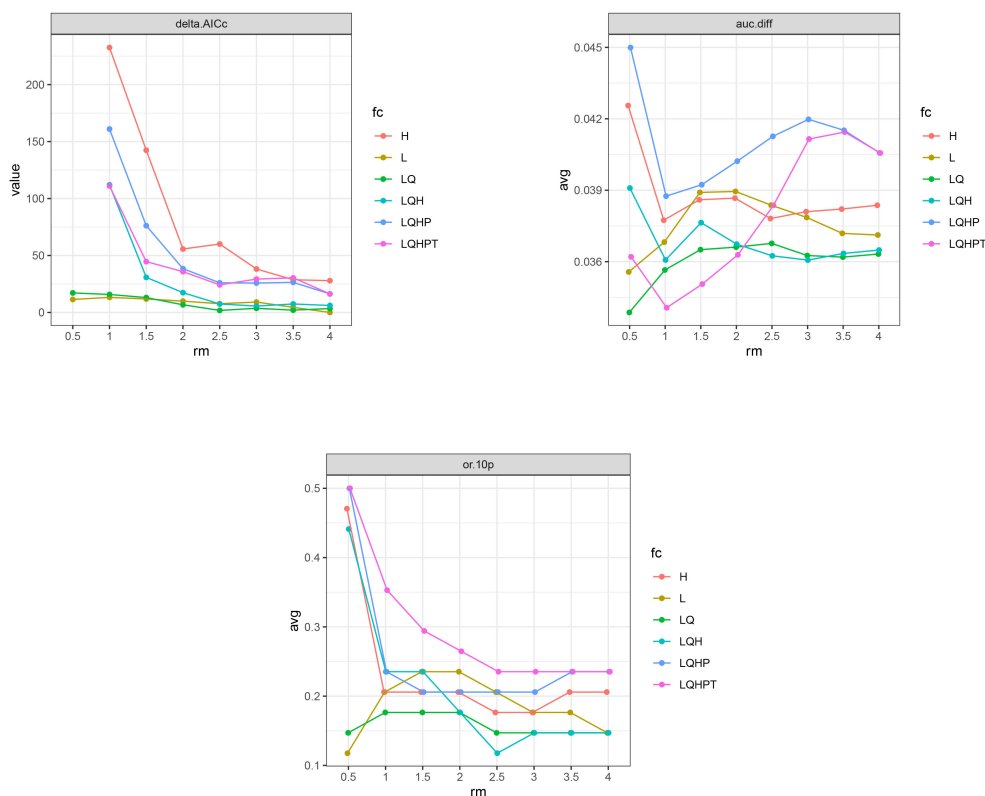 delta.AICc
value
200
150
100
50
0
0.5 1 1.5 2 2.5 3 3.5 4
rm
fc
H
L
LQ
LQH
LQHP
LQHPT
auc.diff
avg
0.045
0.042
0.039
0.036
0.5 1 1.5 2 2.5 3 3.5 4
rm
fc
H
L
LQ
LQH
LQHP
LQHPT
or.10p
avg
0.5
0.4
0.3
0.2
0.1
0.5 1 1.5 2 2.5 3 3.5 4
rm
fc
H
L
LQ
LQH
LQHP
LQHPT